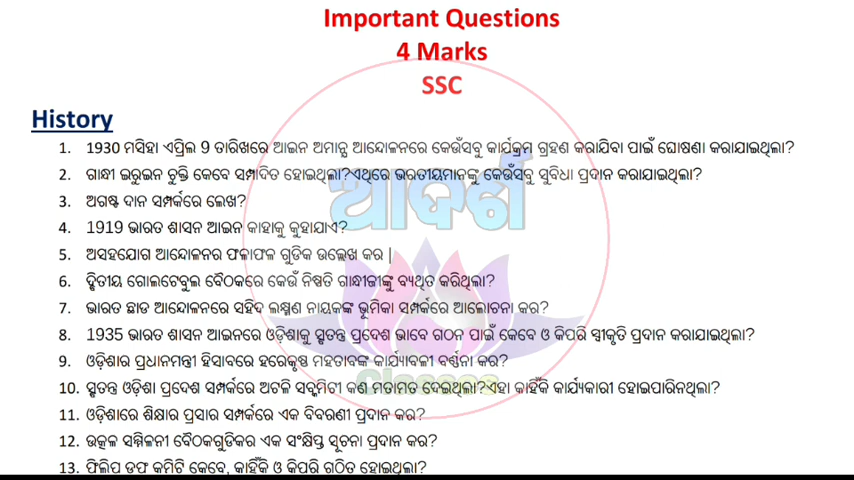 Important Questions
4 Marks
SSC
History
1. 1930 ମସିହା ଏପ୍ରିଲ 9 ତାରିଖରେ ଆଇନ ଅମାନ୍ଯ ଆନ୍ଦୋଳନରେ କେଉଁସବୁ କାର୍ଯକ୍ରମ ଗ୍ରହଣ କରାଯିବା ପାଇଁ ଘୋଷଣା କରାଯାଇଥିଲା?
2. ଗାନ୍ଧୀ ଇରୁଇନ ଚୁକ୍ତି କେବେ ସମ୍ପାଦିତ ହୋଇଥିଲା?ଏଥିରେ ଭରତୀୟମାନଙ୍କୁ କେଉଁସବୁ ସୁବିଧା ପ୍ରଦାନ କରାଯାଇଥିଲା?
3. ଅଗଷ୍ଟ ଦାନ ସମ୍ପର୍କରେ ଲେଖ?
4. 1919 ଭାରତ ଶାସନ ଆଇନ କାହାକୁ କୁହାଯାଏ?
5. ଅସହଯୋଗ ଆନ୍ଦୋଳନର ଫଳାଫଳ ଗୁଡିକ ଉଲ୍ଲେଖ କର |
6. ଦ୍ବିତୀୟ ଗୋଲଟେବୁଲ ବୈଠକରେ କେଉଁ ନିଷ୍ପତି ଗାନ୍ଧୀଜୀଙ୍କୁ ବ୍ୟଥିତ କରିଥିଲା?
7. ଭାରତ ଛାଡ ଆନ୍ଦୋଳନରେ ସହିଦ ଲକ୍ଷ୍ମଣ ନାୟକଙ୍କ ଭୂମିକା ସମ୍ପର୍କରେ ଆଲୋଚନା କର?
8. 1935 ଭାରତ ଶାସନ ଆଇନରେ ଓଡ଼ିଶାକୁ ସ୍ବତନ୍ତ ପ୍ରଦେଶ ଭାବେ ଗଠନ ପାଇଁ କେବେ ଓ କିପରି ସ୍ବୀକୃତି ପ୍ରଦାନ କରାଯାଇଥିଲା?
9. ଓଡ଼ିଶାର ପ୍ରଧାନମନ୍ତ୍ରୀ ହିସାବରେ ହରେକୃଷ୍ଣ ମହତାବଙ୍କ କାର୍ଯ୍ୟାବଳୀ ବର୍ଣ୍ଣନା କର?
10. ସ୍ବତନ୍ତ ଓଡ଼ିଶା ପ୍ରଦେଶ ସମ୍ପର୍କରେ ଅଟଳି ସବ୍କମିଟୀ କଣ ମତାମତ ଦେଇଥିଲା?ଏହା କାହିଁକି କାର୍ଯ୍ୟକାରୀ ହୋଇପାରିନଥିଲା?
11. ଓଡ଼ିଶାରେ ଶିକ୍ଷାର ପ୍ରସାର ସମ୍ପର୍କରେ ଏକ ବିବରଣୀ ପ୍ରଦାନ କର?
12. ଉତ୍କଳ ସମ୍ମିଳନୀ ବୈଠକଗୁଡିକର ଏକ ସଂକ୍ଷିପ୍ତ ସୂଚନା ପ୍ରଦାନ କର?
13. ଫିଲିପ ଡଫ କମିଟି କେବେ, କାହିଁକି ଓ କିପରି ଗଠିତ ହୋଇଥିଲା?
ଆଦର୍ଶ
Classes